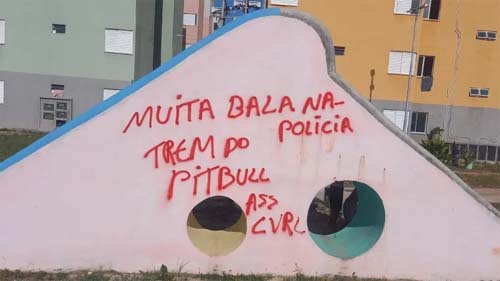 MUITA BALA NA
POLICIA
TREM DO
PITBULL
ASS
CVRL